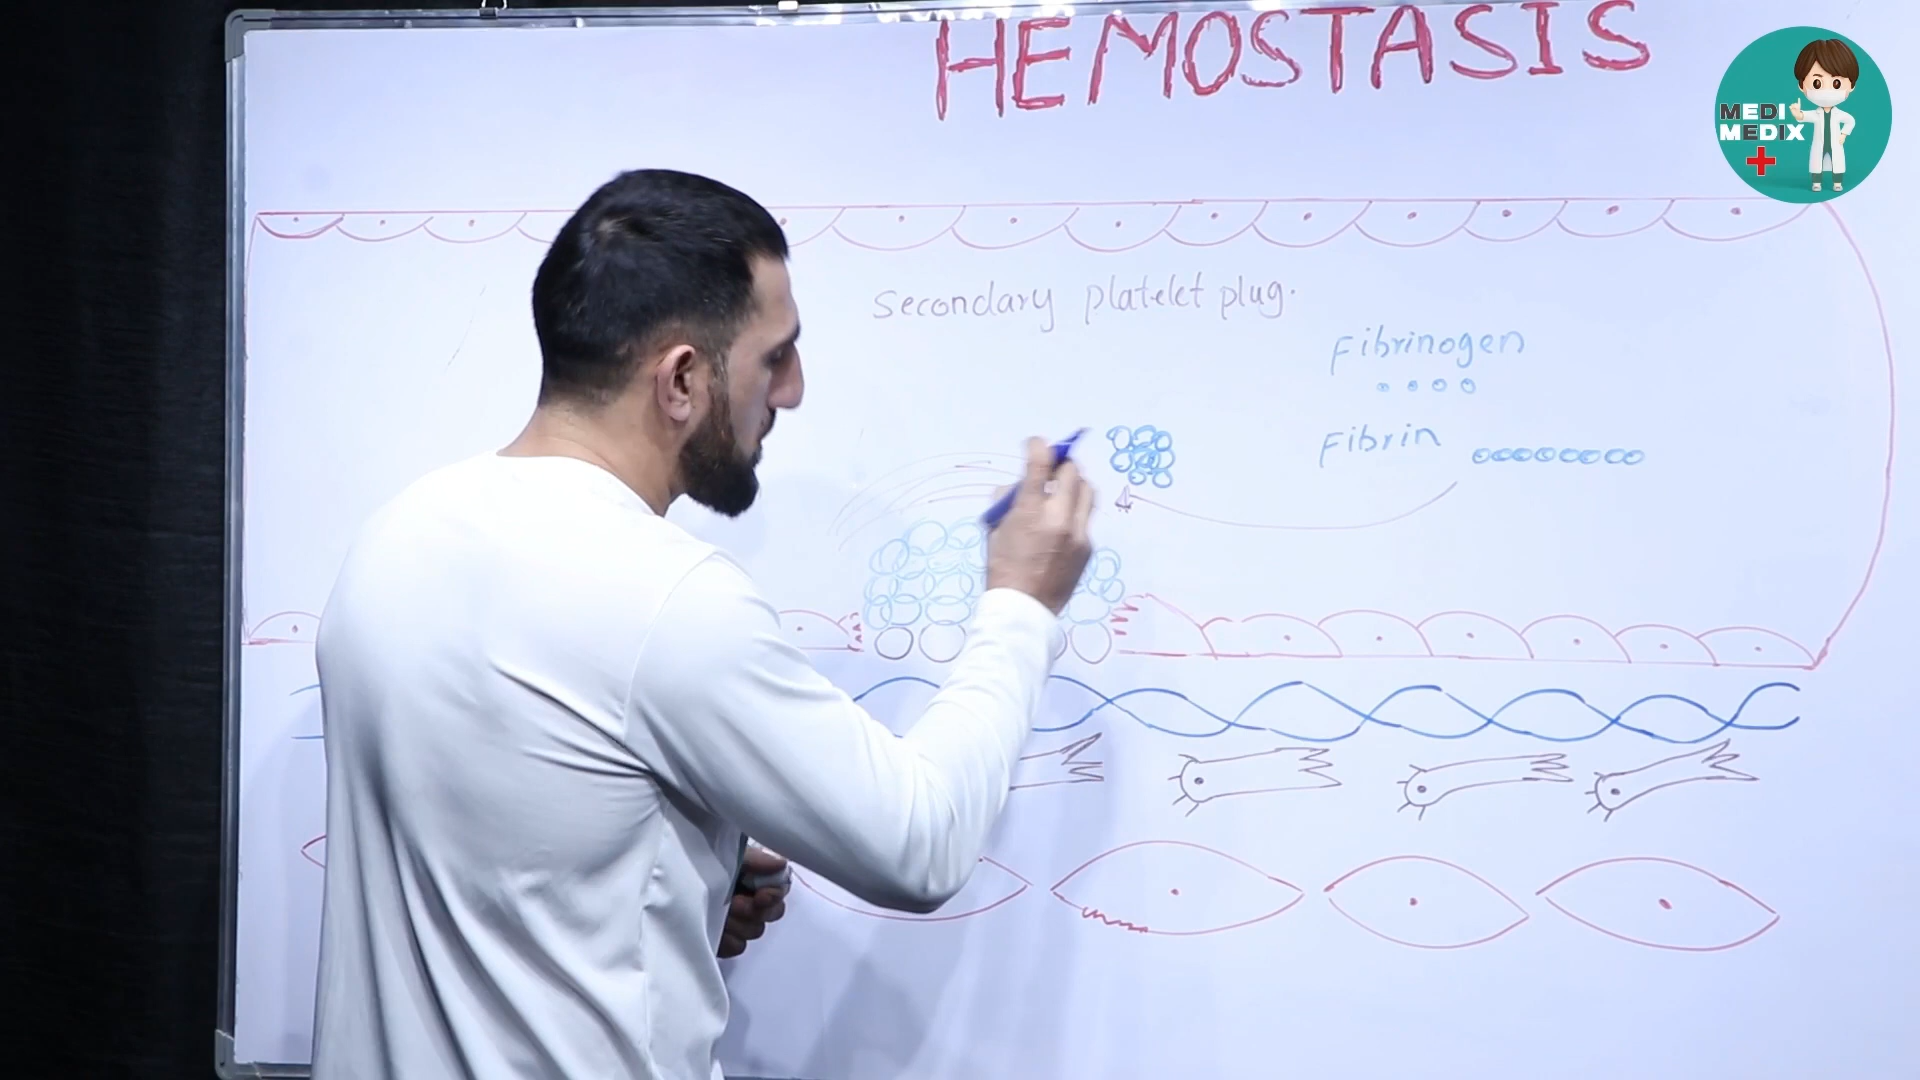 HEMOSTASIS
MEDI
MEDIX
Secondary platelet plug.
Fibrinogen
Fibrin